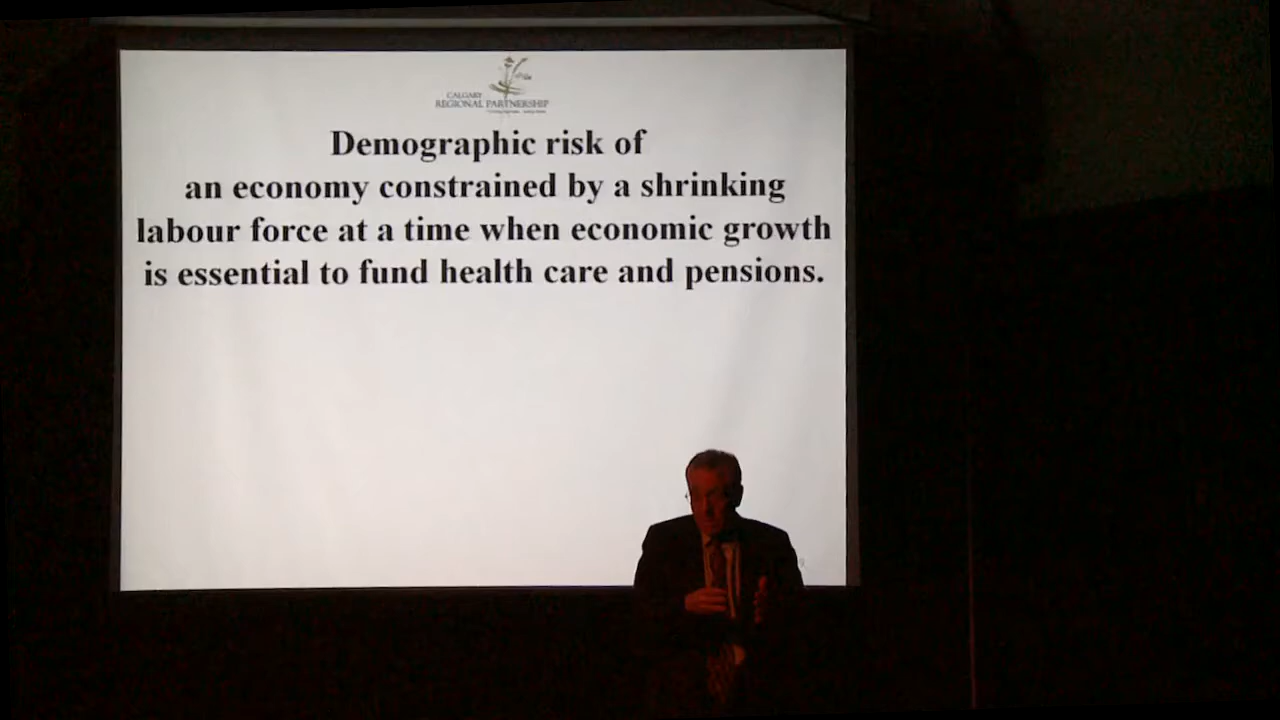 CALGARY
REGIONAL PARTNERSHIP
Demographic risk of
an economy constrained by a shrinking
labour force at a time when economic growth
is essential to fund health care and pensions.